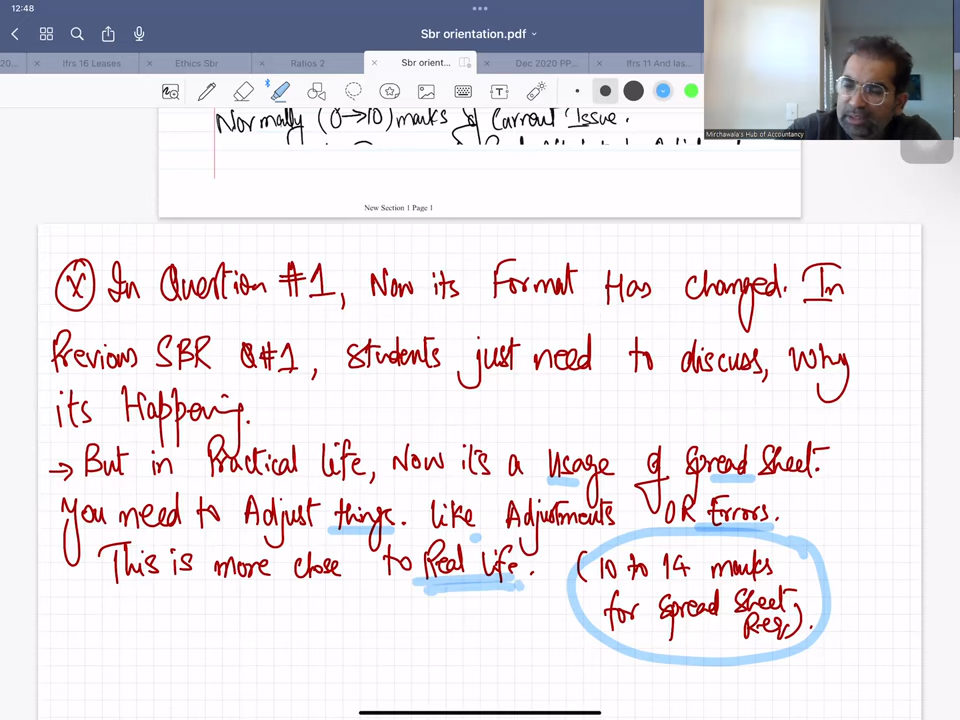 12:48
Sbr orientation.pdf
20...
Ifrs 16 Leases
Ethics Sbr
Ratios 2
Sbr orient...
Dec 2020 PP...
Ifrs 11 And las...
Mirchawala's Hub of Accountancy
Normally (0→10) marks of Current Issue.
New Section 1 Page 1
(X) In Question #1, Now its Format Has changed. In
Previous SBR Q#1, students just need to discuss, Why
its Happening.
→ But in Practical life, Now it's a Usage of Spread Sheet.
You need to Adjust things. like Adjustments OR Errors.
This is more close to Real life. (10 to 14 marks
for Spread Sheet
Req).